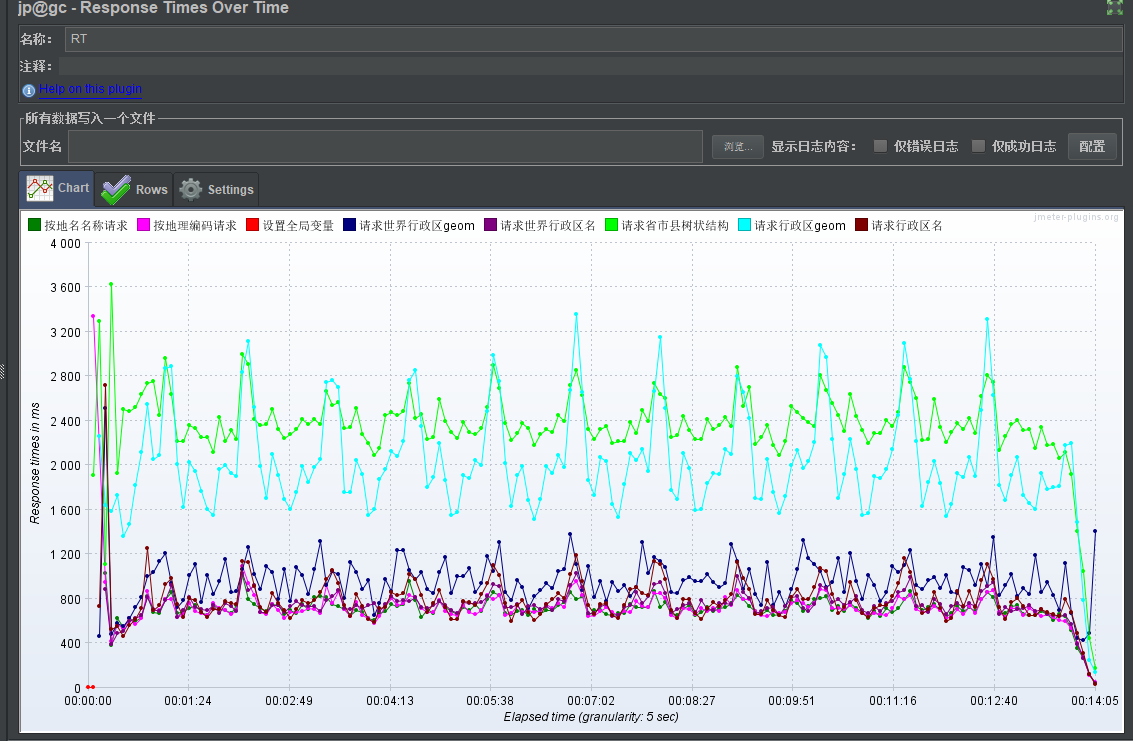 jp@gc - Response Times Over Time
名称： RT
注释：
Help on this plugin
所有数据写入一个文件
文件名 浏览... 显示日志内容： 仅错误日志 仅成功日志 配置
Chart Rows Settings
jmeter-plugins.org
按地名名称请求 按地理编码请求 设置全局变量 请求世界行政区geom 请求世界行政区名 请求省市县树状结构 请求行政区geom 请求行政区名
4 000
3 600
3 200
2 800
2 400
2 000
1 600
1 200
800
400
0
Response times in ms
00:00:00 00:01:24 00:02:49 00:04:13 00:05:38 00:07:02 00:08:27 00:09:51 00:11:16 00:12:40 00:14:05
Elapsed time (granularity: 5 sec)